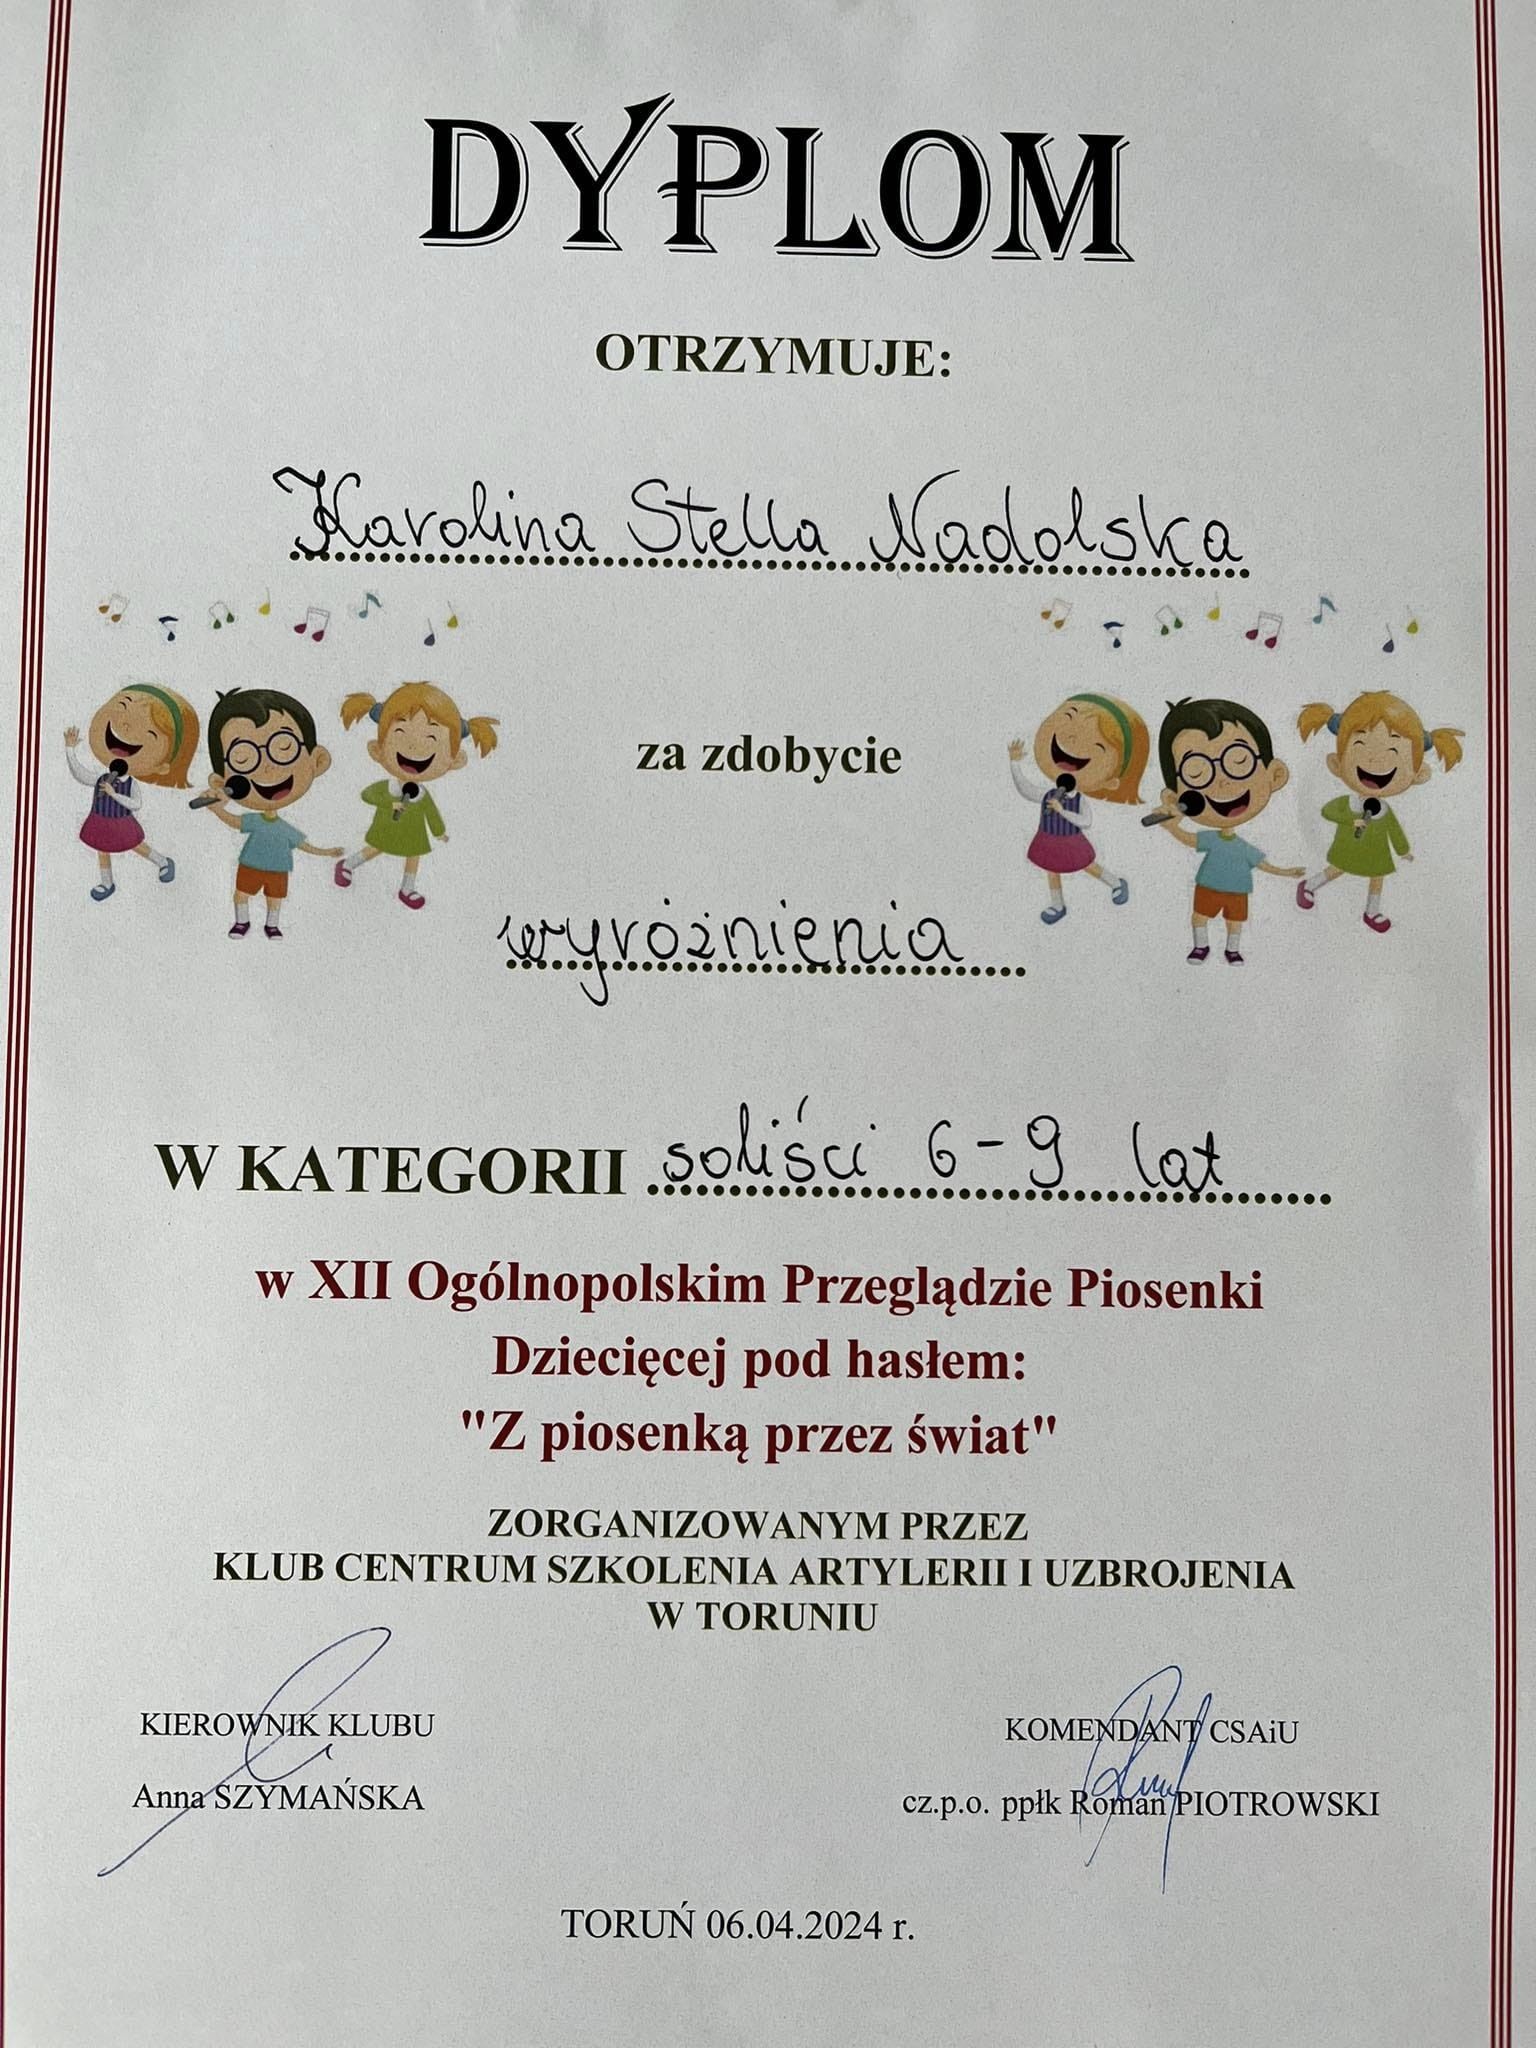 DYPLOM
OTRZYMUJE:
Karolina Stella Nadolska
za zdobycie
wyróżnienia
W KATEGORII soliści 6-9 lat
w XII Ogólnopolskim Przeglądzie Piosenki
Dziecięcej pod hasłem:
"Z piosenką przez świat"
ZORGANIZOWANYM PRZEZ
KLUB CENTRUM SZKOLENIA ARTYLERII I UZBROJENIA
W TORUNIU
KIEROWNIK KLUBU
Anna SZYMAŃSKA
KOMENDANT CSAiU
cz.p.o. ppłk Roman PIOTROWSKI
TORUŃ 06.04.2024 r.